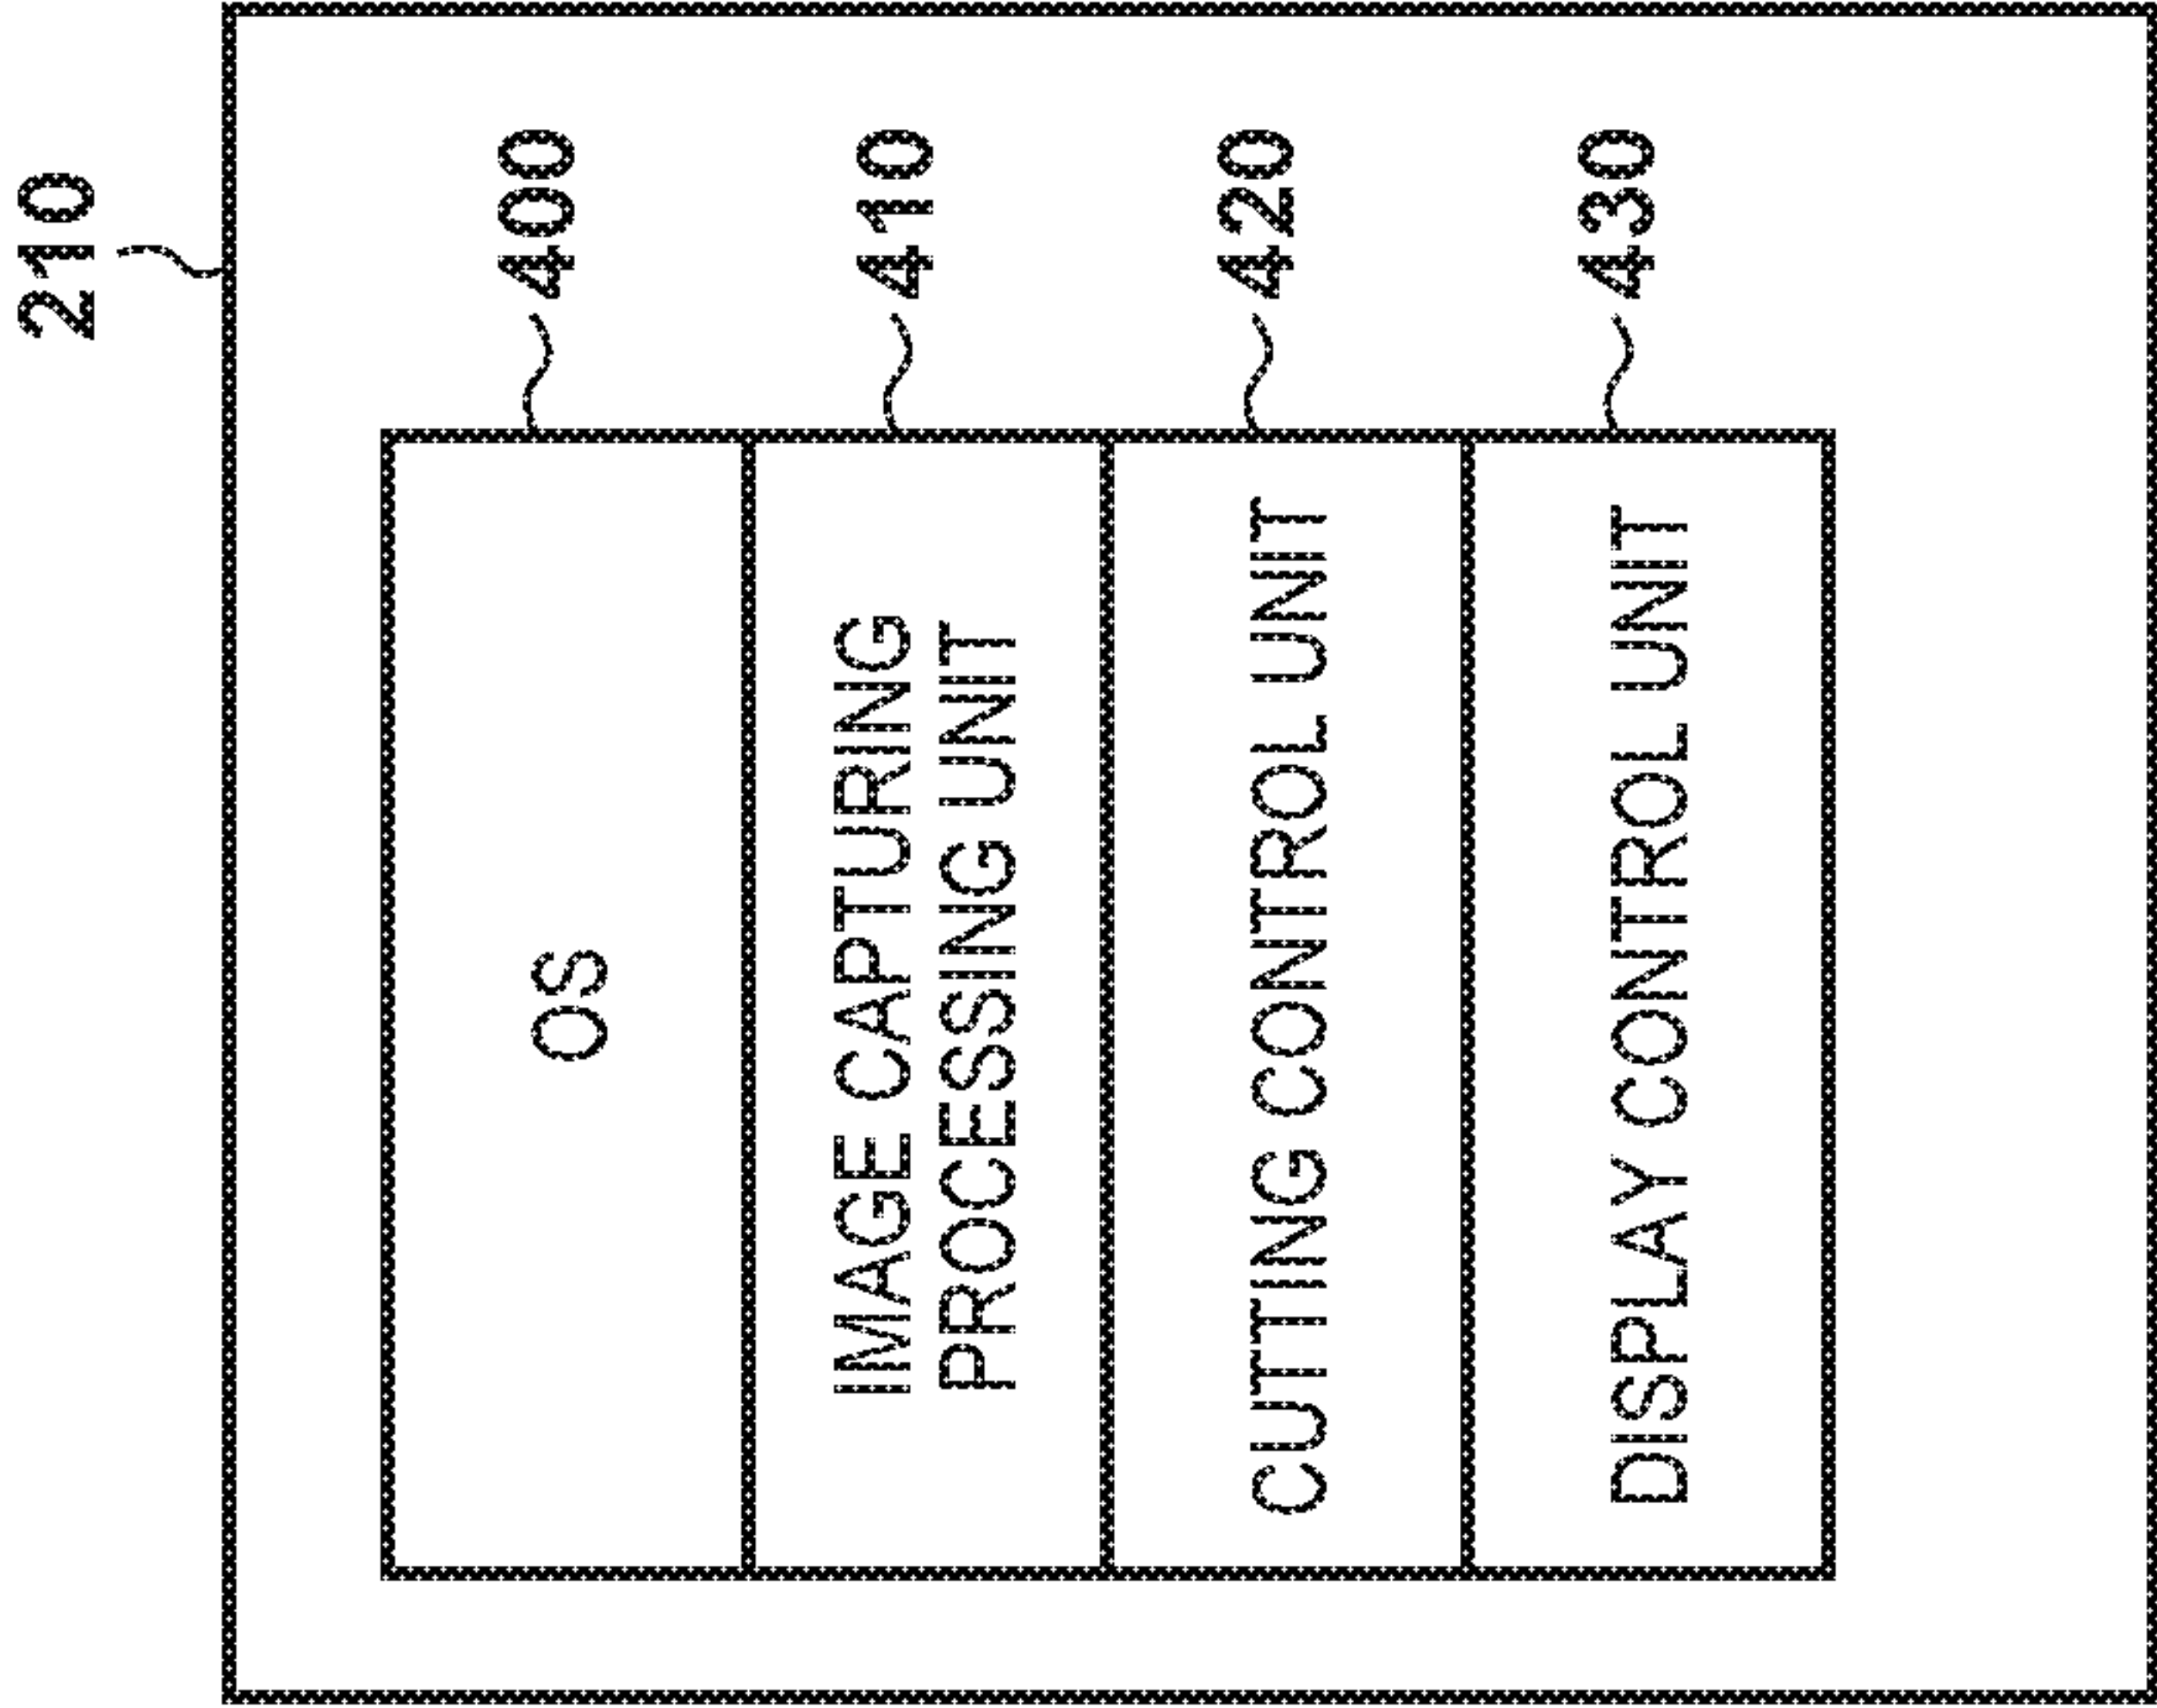 210
OS
400
IMAGE CAPTURING
PROCESSING UNIT
410
CUTTING CONTROL UNIT
420
DISPLAY CONTROL UNIT
430